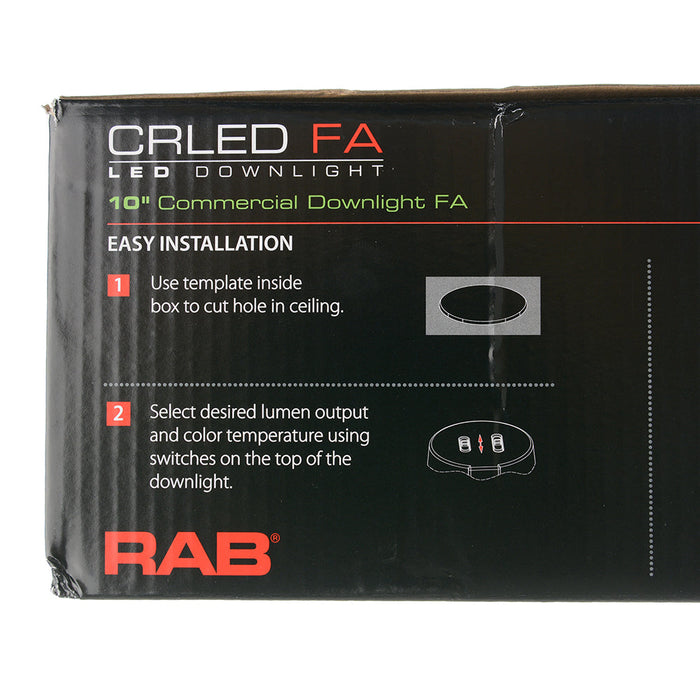 CRLED FA
LED DOWNLIGHT
10" Commercial Downlight FA
EASY INSTALLATION
1 Use template inside
box to cut hole in ceiling.
2 Select desired lumen output
and color temperature using
switches on the top of the
downlight.
RAB®